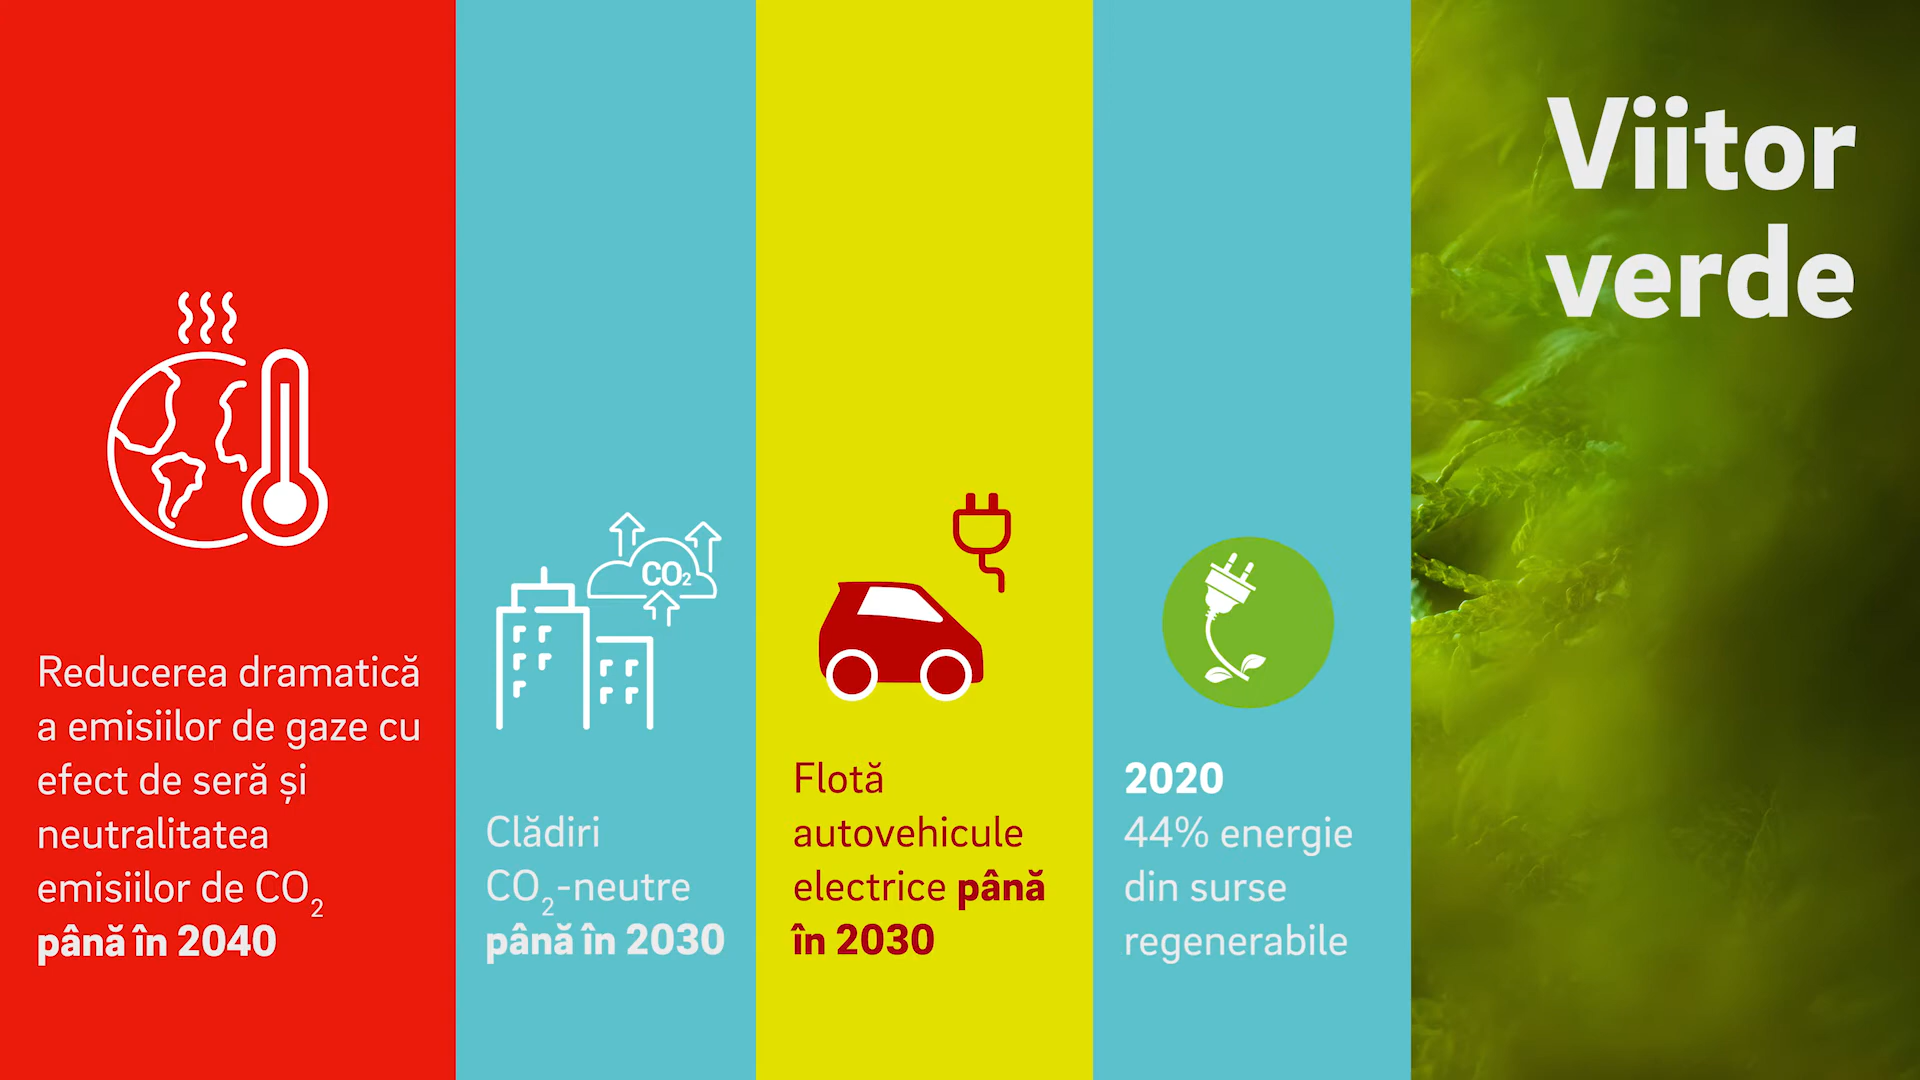 Reducerea dramatică
a emisiilor de gaze cu
efect de seră și
neutralitatea
emisiilor de CO₂
până în 2040
CO₂
Clădiri
CO₂-neutre
până în 2030
Flotă
autovehicule
electrice până
în 2030
2020
44% energie
din surse
regenerabile
Viitor
verde